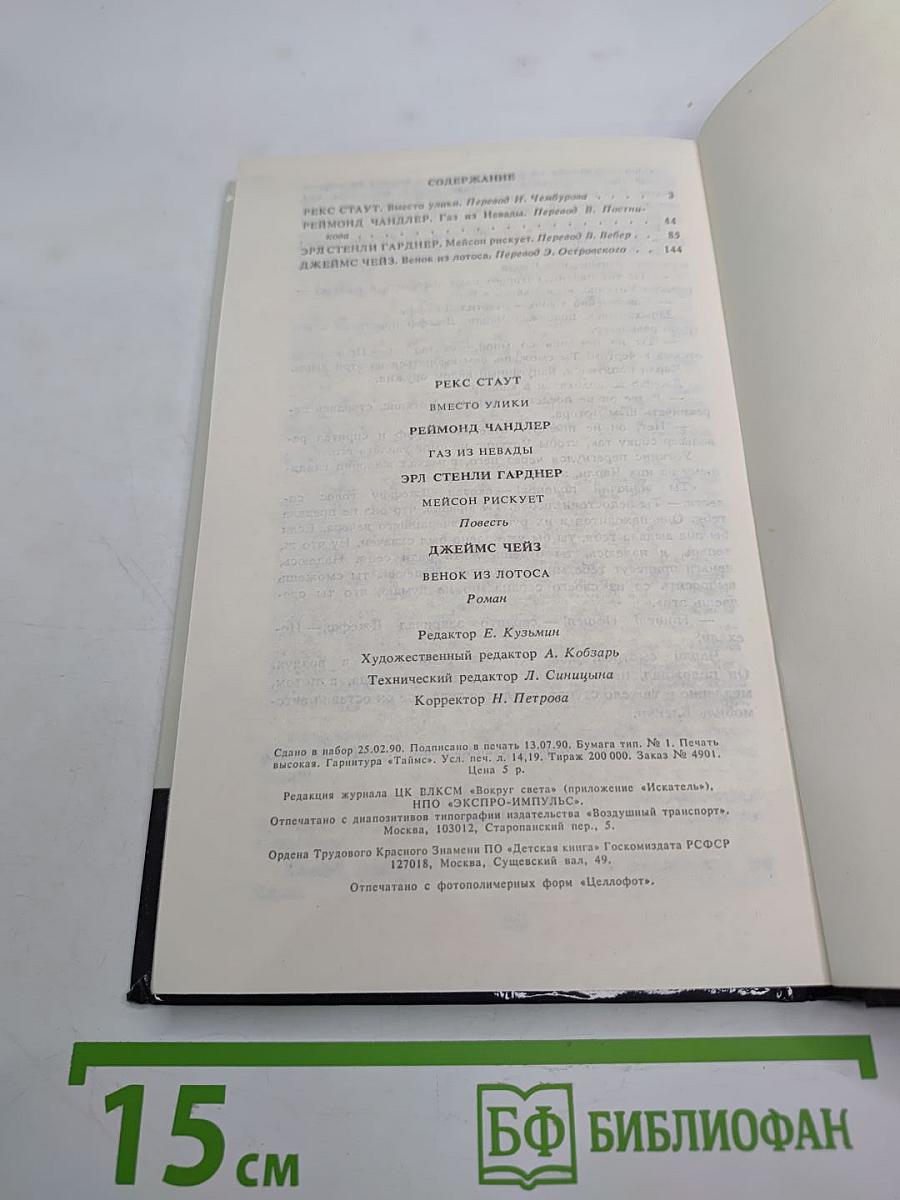 СОДЕРЖАНИЕ
РЕКС СТАУТ. Вместо улики. Перевод И. Чембурова . . . . 3
РЕЙМОНД ЧАНДЛЕР. Газ из Невады. Перевод В. Постни-
кова . . . . . . . . . . . . . . . . . . . . 44
ЭРЛ СТЕНЛИ ГАРДНЕР. Мейсон рискует. Перевод В. Вебер . . . 85
ДЖЕЙМС ЧЕЙЗ. Венок из лотоса. Перевод Э. Островского . . 144
РЕКС СТАУТ
ВМЕСТО УЛИКИ
РЕЙМОНД ЧАНДЛЕР
ГАЗ ИЗ НЕВАДЫ
ЭРЛ СТЕНЛИ ГАРДНЕР
МЕЙСОН РИСКУЕТ
Повесть
ДЖЕЙМС ЧЕЙЗ
ВЕНОК ИЗ ЛОТОСА
Роман
Редактор Е. Кузьмин
Художественный редактор А. Кобзарь
Технический редактор Л. Синицына
Корректор Н. Петрова
Сдано в набор 25.02.90. Подписано в печать 13.07.90. Бумага тип. № 1. Печать
высокая. Гарнитура «Таймс». Усл. печ. л. 14,19. Тираж 200 000. Заказ № 4901.
Цена 5 р.
Редакция журнала ЦК ВЛКСМ «Вокруг света» (приложение «Искатель»),
НПО «ЭКСПРО-ИМПУЛЬС».
Отпечатано с диапозитивов типографии издательства «Воздушный транспорт».
Москва, 103012, Старопанский пер., 5.
Ордена Трудового Красного Знамени ПО «Детская книга» Госкомиздата РСФСР
127018, Москва, Сущевский вал, 49.
Отпечатано с фотополимерных форм «Целлофот».
15 см
БФ БИБЛИОФАН